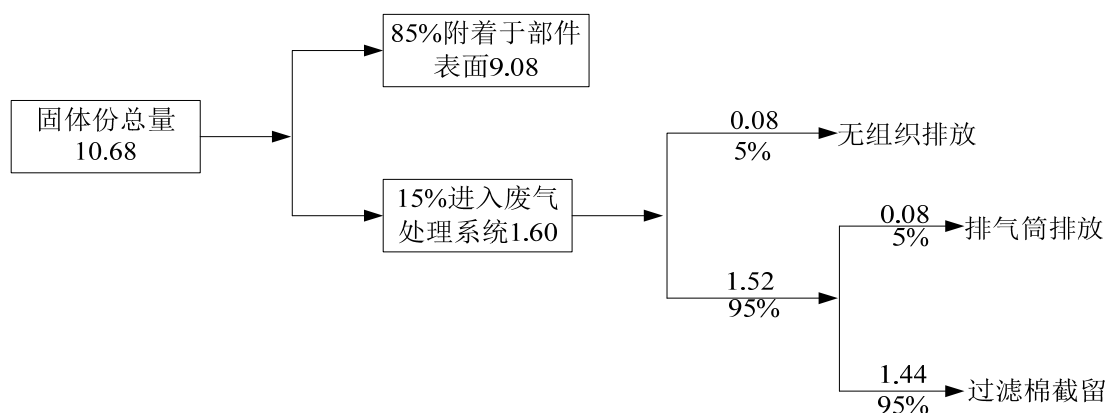 85%附着于部件
表面9.08
固体份总量
10.68
0.08
5%
无组织排放
15%进入废气
处理系统1.60
0.08
5%
排气筒排放
1.52
95%
1.44
95%
过滤棉截留